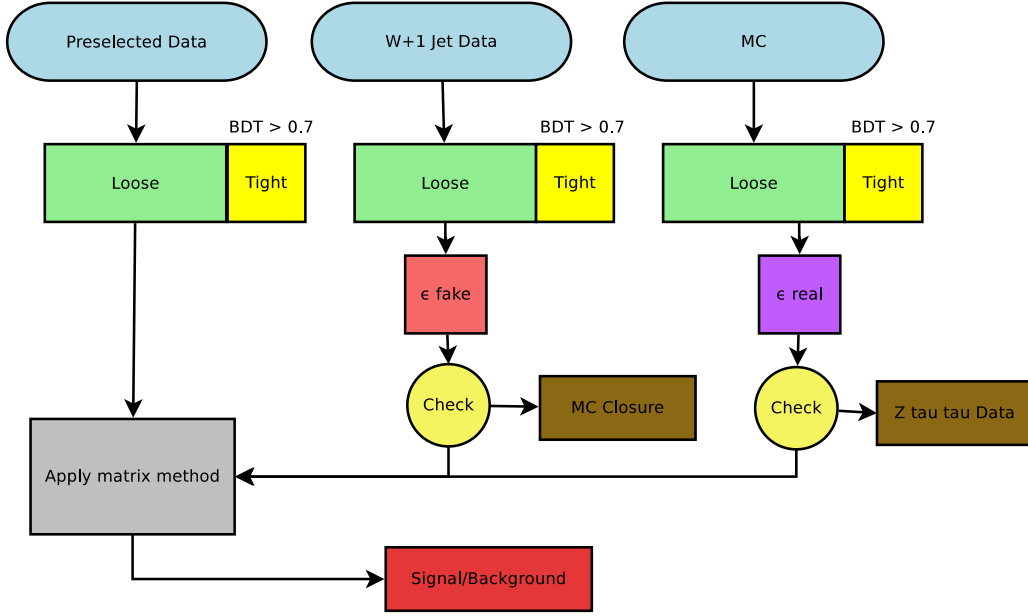 Preselected Data
W+1 Jet Data
MC
BDT > 0.7
BDT > 0.7
BDT > 0.7
Loose
Tight
Loose
Tight
Loose
Tight
ϵ fake
ϵ real
Check
MC Closure
Check
Z tau tau Data
Apply matrix method
Signal/Background